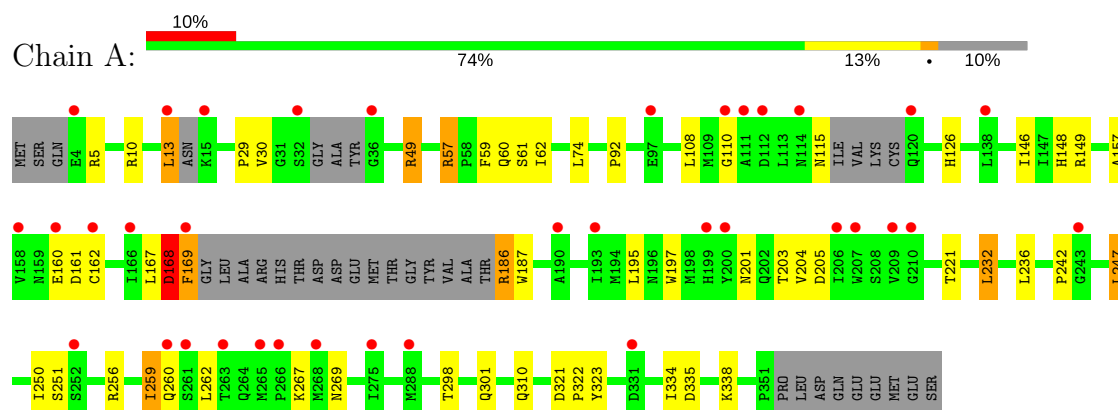 10%
Chain A:
74% 13% • 10%
MET SER GLN E4 R5 R10 L13 ASN K15 P29 V30 G31 S32 GLY ALA TYR G36 R49 R57 P58 F59 Q60 S61 I62 L74 P92 E97 L108 M109 G110 A111 D112 L113 N114 N115 ILE VAL LYS CYS Q120 H126 L138 I146 I147 H148 R149 A157
V158 N159 E160 D161 C162 I166 L167 D168 F169 GLY LEU ALA ARG HIS THR ASP ASP GLU MET THR GLY TYR VAL ALA THR R186 W187 A190 I193 M194 L195 N196 W197 M198 H199 Y200 N201 Q202 T203 V204 D205 I206 W207 S208 V209 G210 T221 L232 L236 P242 G243 L247
I250 S251 S252 R256 I259 Q260 S261 L262 T263 Q264 M265 P266 K267 M268 N269 I275 M288 T298 Q301 Q310 D321 P322 Y323 D331 I334 D335 K338 P351 PRO LEU ASP GLN GLU GLU MET GLU SER